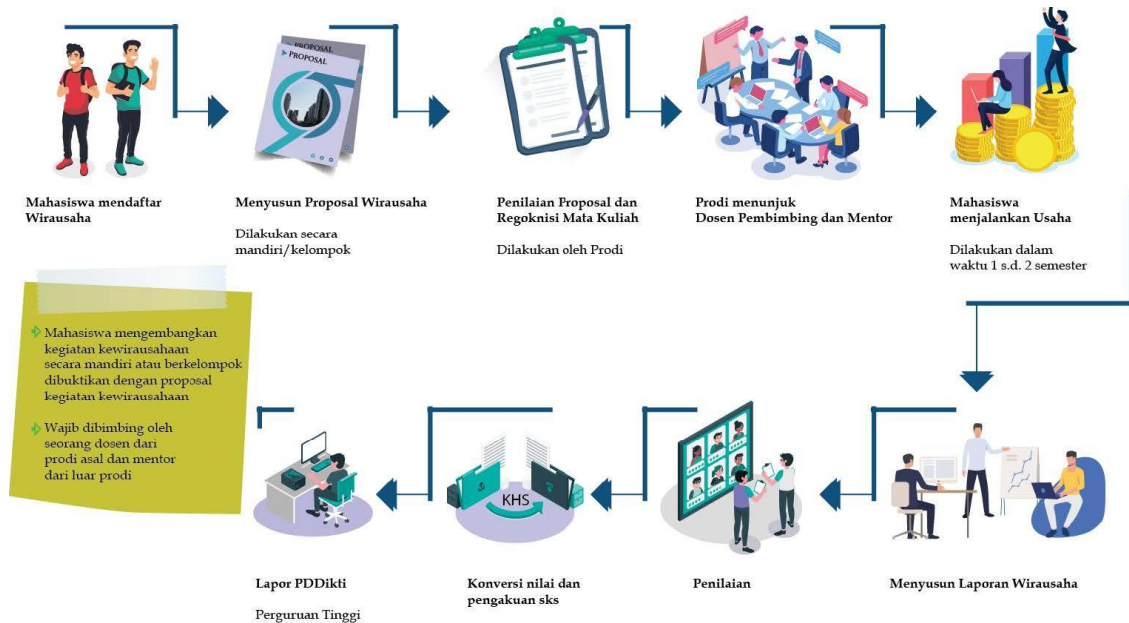 PROPOSAL
PROPOSAL
Mahasiswa mendaftar
Wirausaha
Menyusun Proposal Wirausaha
Dilakukan secara
mandiri/kelompok
Penilaian Proposal dan
Regoknisi Mata Kuliah
Dilakukan oleh Prodi
Prodi menunjuk
Dosen Pembimbing dan Mentor
Mahasiswa
menjalankan Usaha
Dilakukan dalam
waktu 1 s.d. 2 semester
Mahasiswa mengembangkan
kegiatan kewirausahaan
secara mandiri atau berkelompok
dibuktikan dengan proposal
kegiatan kewirausahaan
Wajib dibimbing oleh
seorang dosen dari
prodi asal dan mentor
dari luar prodi
Menyusun Laporan Wirausaha
Penilaian
KHS
Konversi nilai dan
pengakuan sks
Lapor PDDikti
Perguruan Tinggi